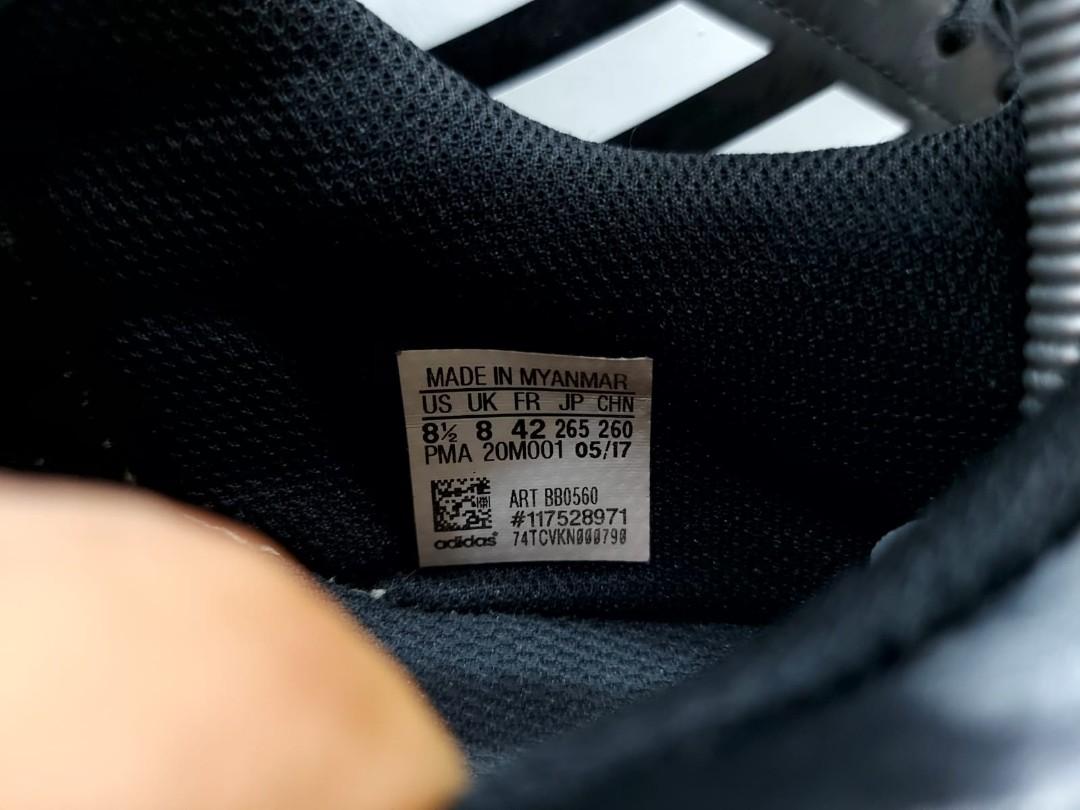 MADE IN MYANMAR
US UK FR JP CHN
8½ 8 42 265 260
PMA 20M001 05/17
ART BB0560
#117528971
adidas® 74TCVKN000790